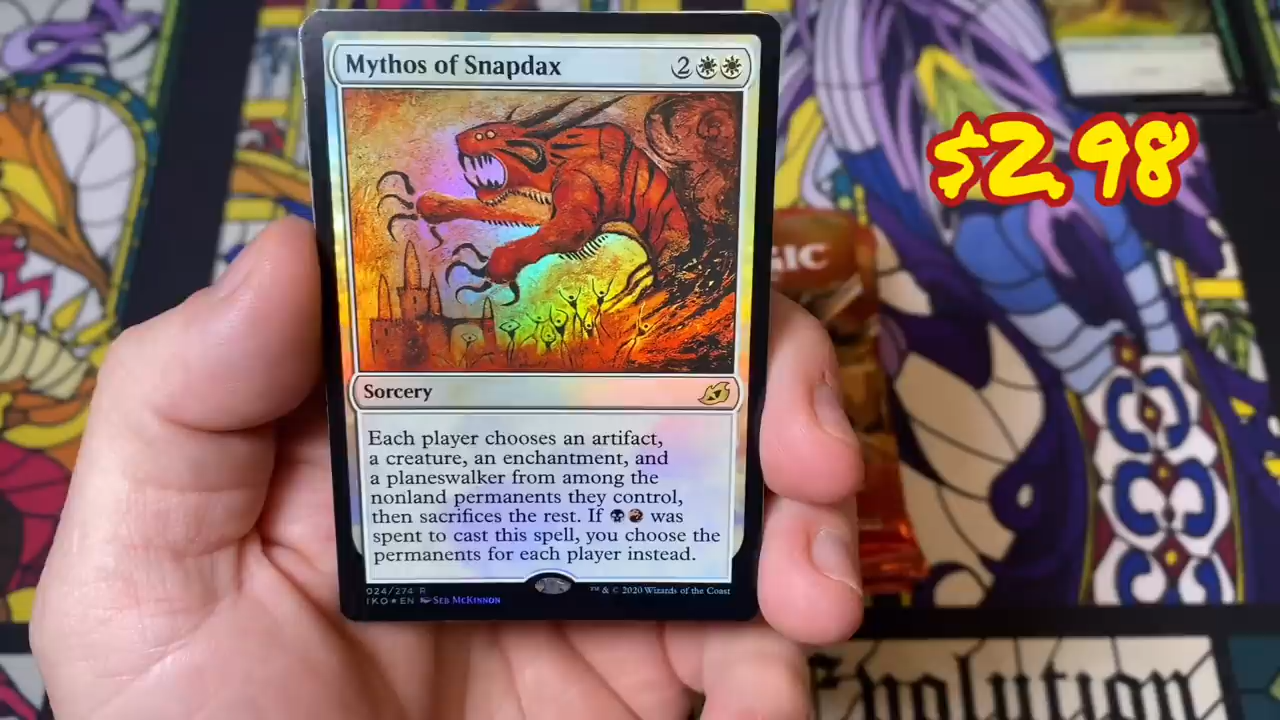 Mythos of Snapdax 2
$2.98
GIC
Sorcery
Each player chooses an artifact,
a creature, an enchantment, and
a planeswalker from among the
nonland permanents they control,
then sacrifices the rest. If was
spent to cast this spell, you choose the
permanents for each player instead.
024/274 R
IKO★EN Seb McKinnon
™ & © 2020 Wizards of the Coast
Evolution